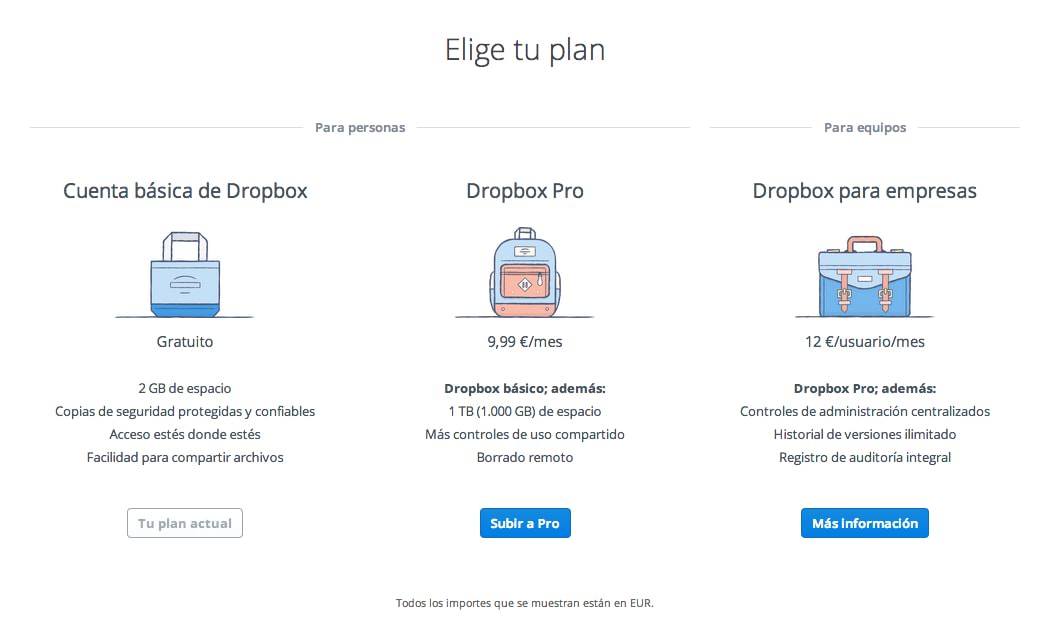 Elige tu plan
Para personas
Para equipos
Cuenta básica de Dropbox
Gratuito
2 GB de espacio
Copias de seguridad protegidas y confiables
Acceso estés donde estés
Facilidad para compartir archivos
Tu plan actual
Dropbox Pro
9,99 €/mes
Dropbox básico; además:
1 TB (1.000 GB) de espacio
Más controles de uso compartido
Borrado remoto
Subir a Pro
Dropbox para empresas
12 €/usuario/mes
Dropbox Pro; además:
Controles de administración centralizados
Historial de versiones ilimitado
Registro de auditoría integral
Más información
Todos los importes que se muestran están en EUR.